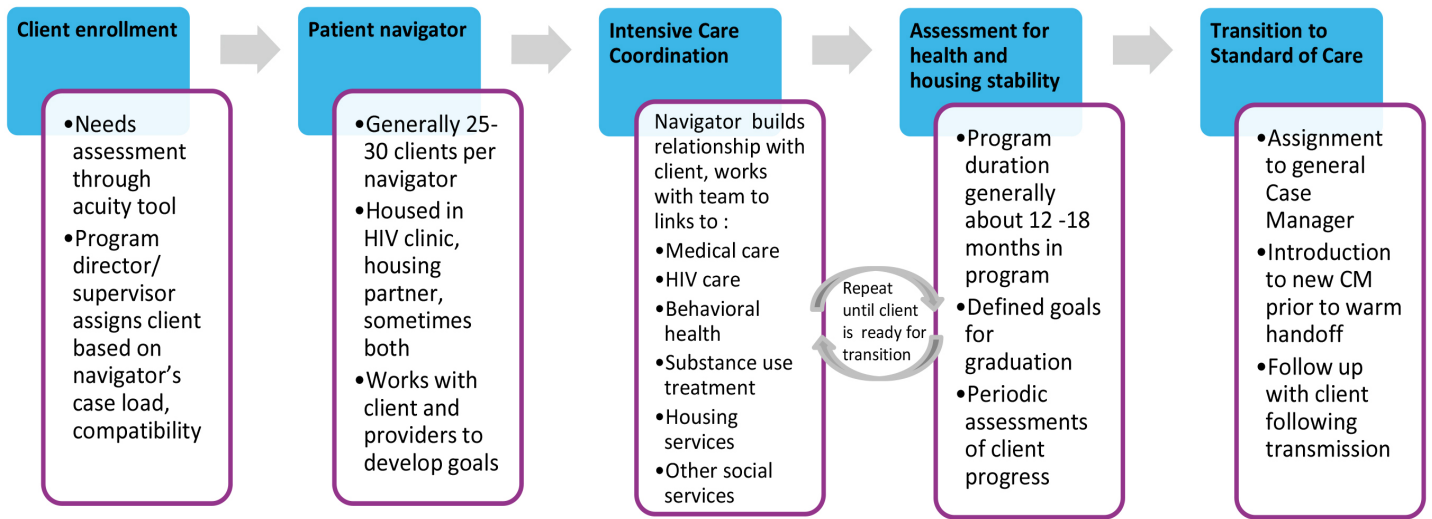 Client enrollment
•Needs
assessment
through
acuity tool
•Program
director/
supervisor
assigns client
based on
navigator's
case load,
compatibility
Patient navigator
•Generally 25-
30 clients per
navigator
•Housed in
HIV clinic,
housing
partner,
sometimes
both
•Works with
client and
providers to
develop goals
Intensive Care
Coordination
Navigator builds
relationship with
client, works
with team to
links to :
•Medical care
•HIV care
•Behavioral
health
•Substance use
treatment
•Housing
services
•Other social
services
Repeat
until client
is ready for
transition
Assessment for
health and
housing stability
•Program
duration
generally
about 12 -18
months in
program
•Defined goals
for
graduation
•Periodic
assessments
of client
progress
Transition to
Standard of Care
•Assignment
to general
Case
Manager
•Introduction
to new CM
prior to warm
handoff
•Follow up
with client
following
transmission